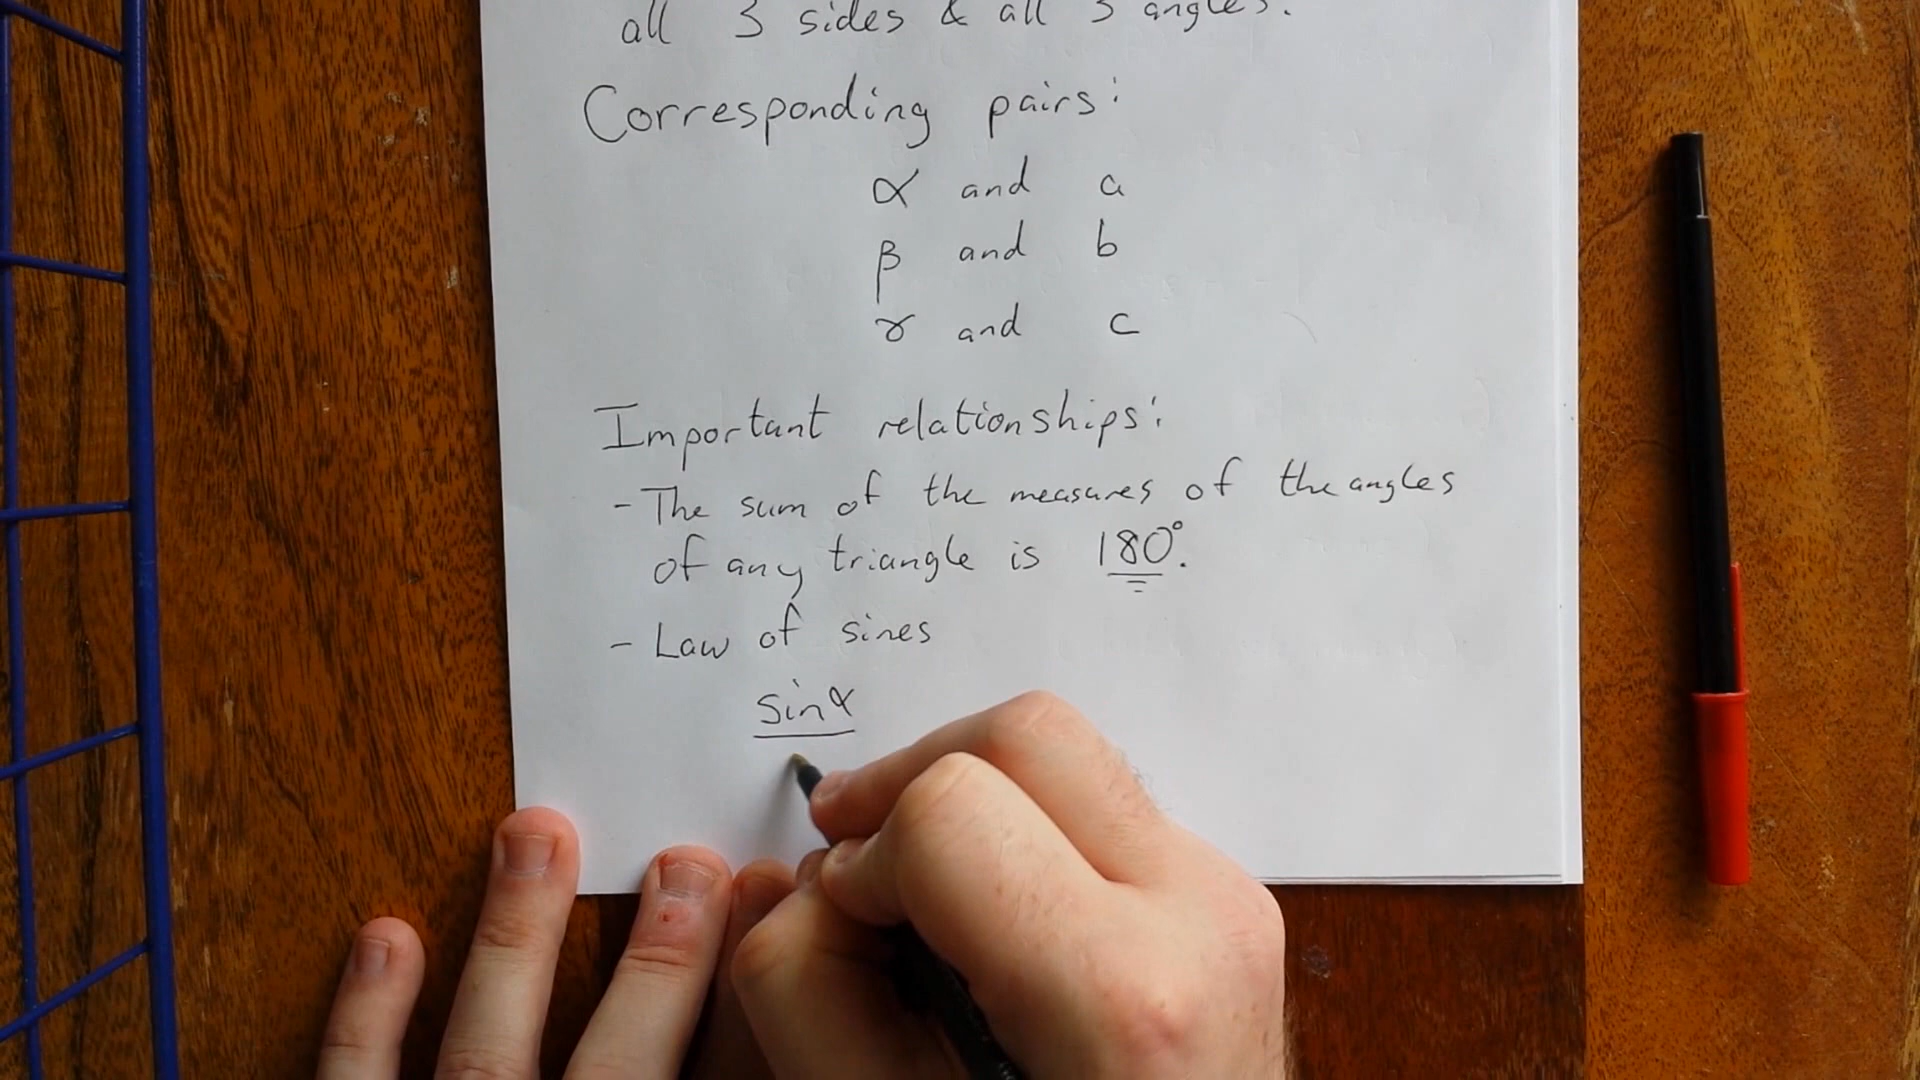 all 3 sides & all 3 angles.
Corresponding pairs:
α and a
β and b
γ and c
Important relationships:
- The sum of the measures of the angles
of any triangle is 180°.
- Law of sines
sin α